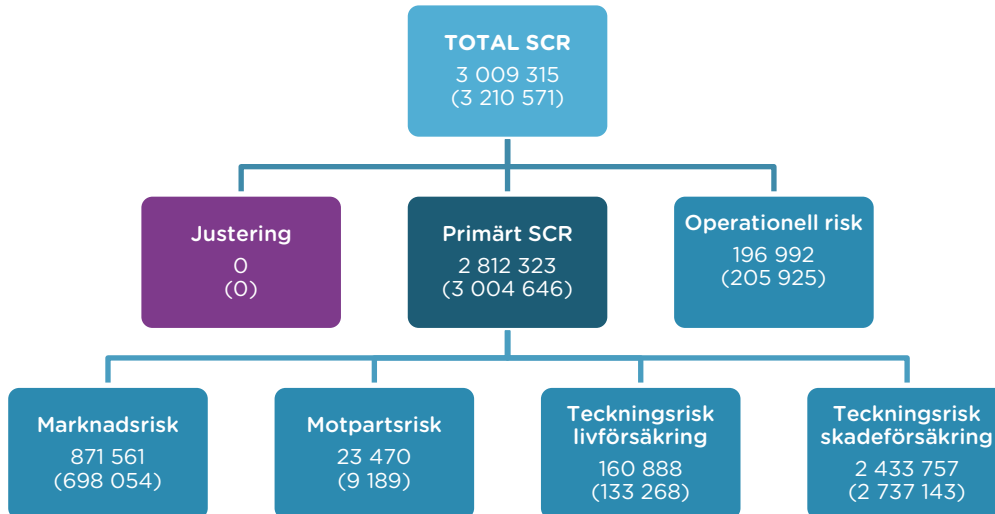 TOTAL SCR
3 009 315
(3 210 571)
Justering
0
(0)
Primärt SCR
2 812 323
(3 004 646)
Operationell risk
196 992
(205 925)
Marknadsrisk
871 561
(698 054)
Motpartsrisk
23 470
(9 189)
Teckningsrisk
livförsäkring
160 888
(133 268)
Teckningsrisk
skadeförsäkring
2 433 757
(2 737 143)